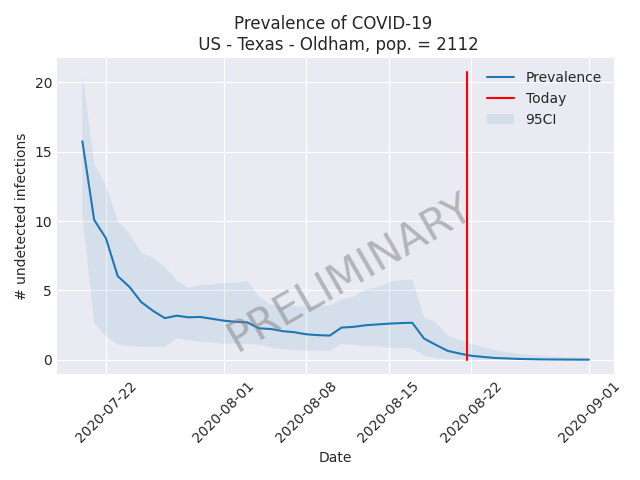 Prevalence of COVID-19
US - Texas - Oldham, pop. = 2112
# undetected infections
20
15
10
5
0
Prevalence
Today
95CI
PRELIMINARY
2020-07-22
2020-08-01
2020-08-08
2020-08-15
2020-08-22
2020-09-01
Date